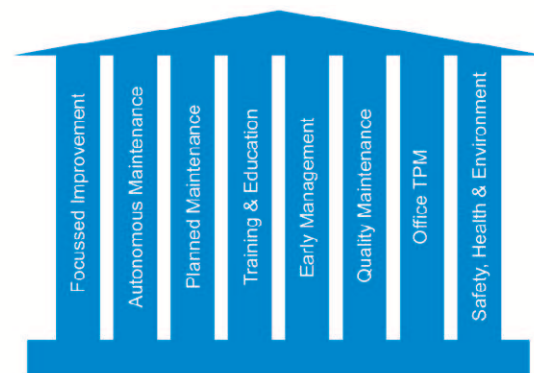 Focussed Improvement
Autonomous Maintenance
Planned Maintenance
Training & Education
Early Management
Quality Maintenance
Office TPM
Safety, Health & Environment